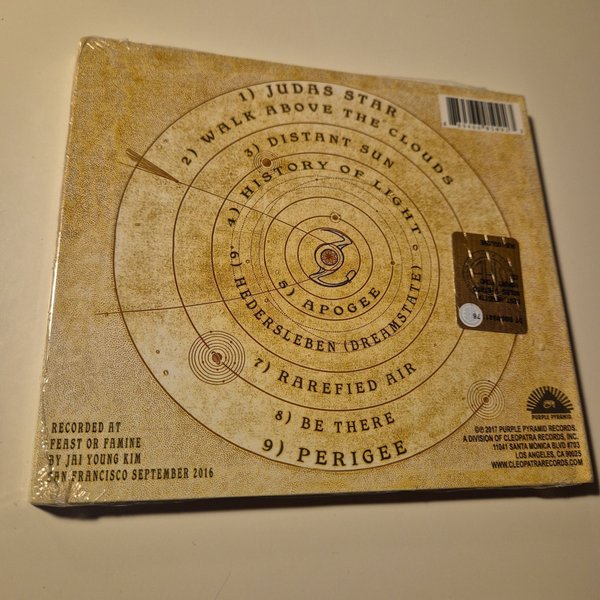 1) JUDAS STAR
2) WALK ABOVE THE CLOUDS
3) DISTANT SUN
4) HISTORY OF LIGHT
5) APOGEE
6) HEDERSLEBEN (DREAMSTATE)
7) RAREFIED AIR
8) BE THERE
9) PERIGEE
RECORDED AT
FEAST OR FAMINE
BY JAI YOUNG KIM
SAN FRANCISCO SEPTEMBER 2016
PURPLE PYRAMID
©℗ 2017 PURPLE PYRAMID RECORDS.
A DIVISION OF CLEOPATRA RECORDS, INC.
11041 SANTA MONICA BLVD #703
LOS ANGELES, CA 90025
WWW.CLEOPATRARECORDS.COM